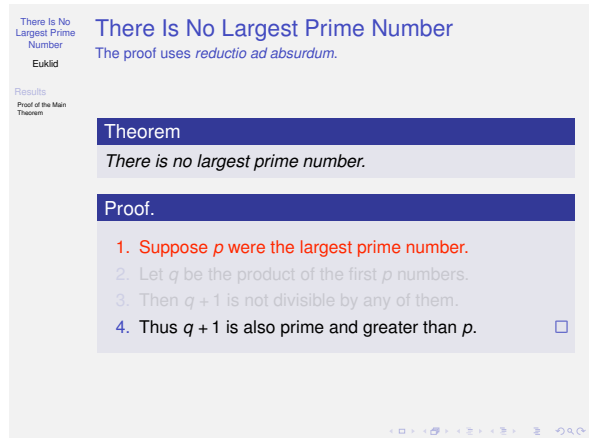 There Is No
Largest Prime
Number
Euklid
Results
Proof of the Main
Theorem
There Is No Largest Prime Number
The proof uses reductio ad absurdum.
Theorem
There is no largest prime number.
Proof.
1. Suppose p were the largest prime number.
2. Let q be the product of the first p numbers.
3. Then q + 1 is not divisible by any of them.
4. Thus q + 1 is also prime and greater than p. □